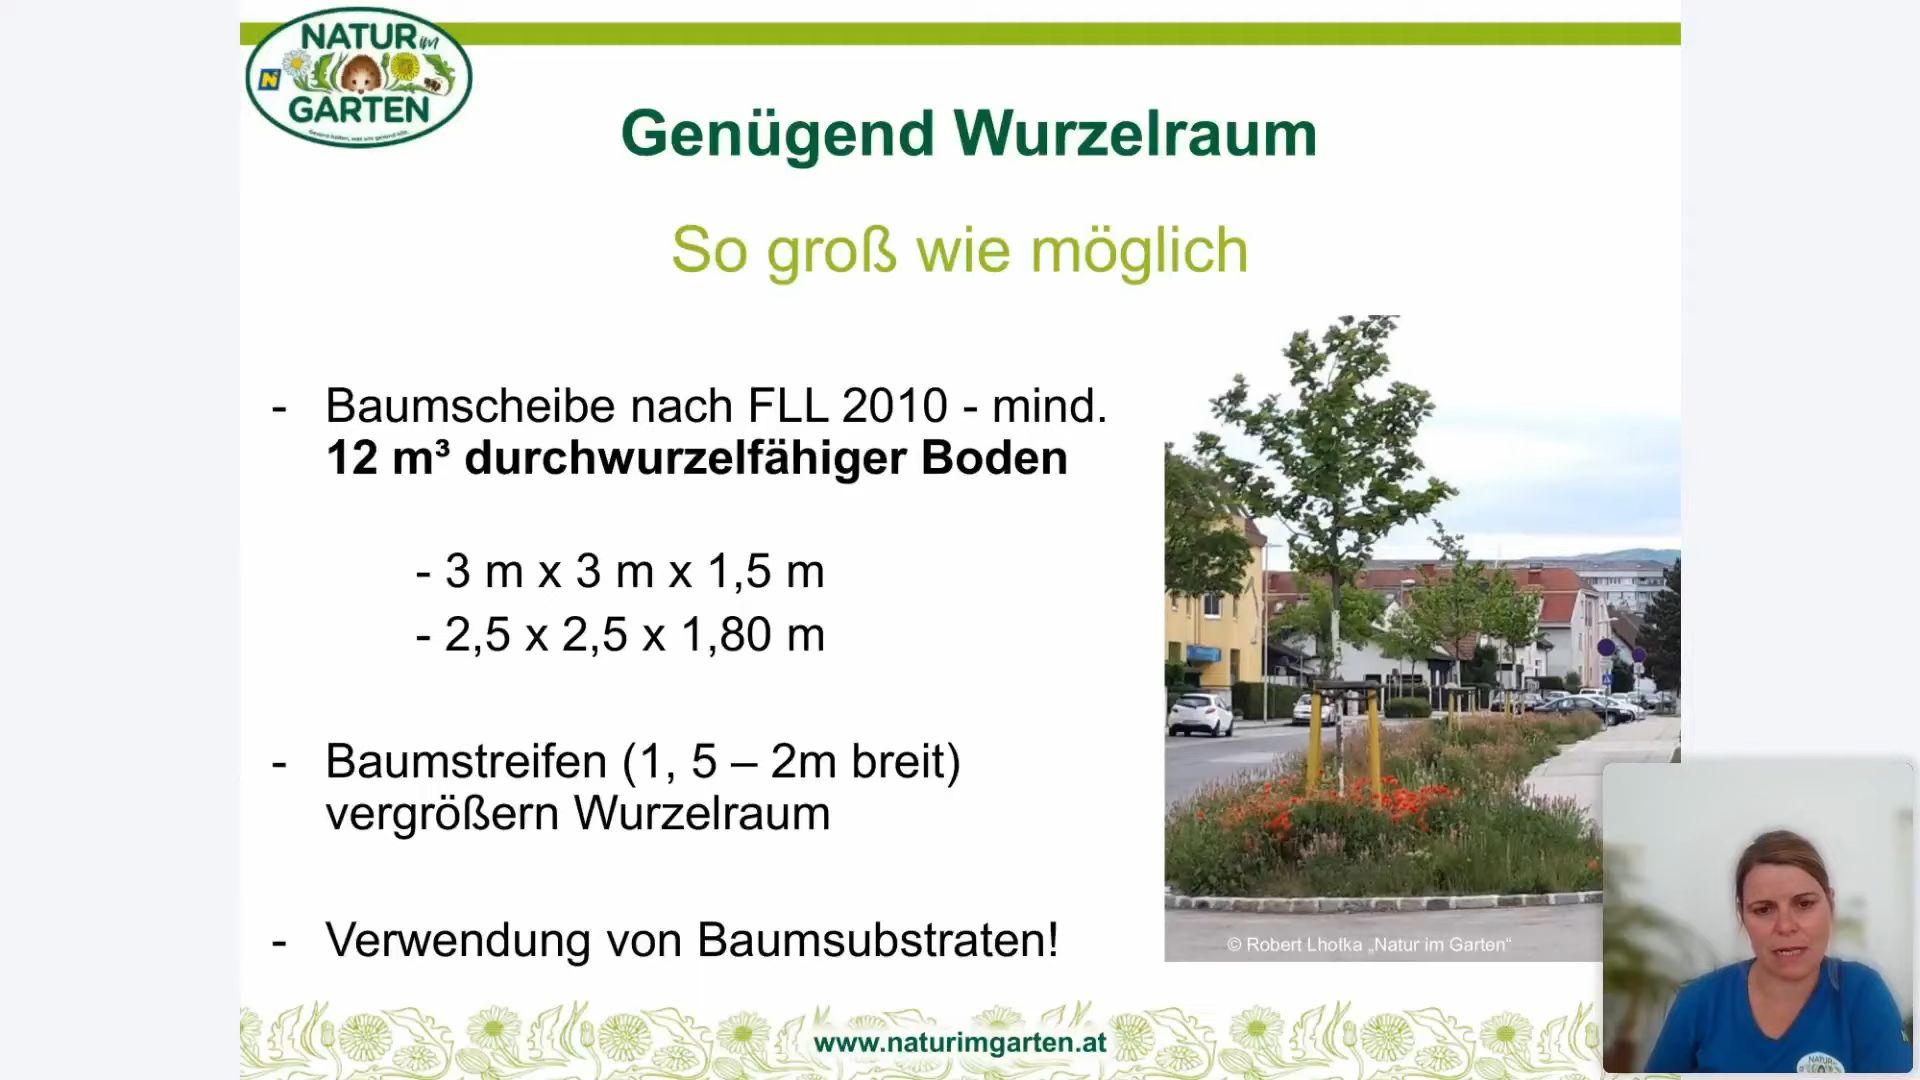 NATUR im
GARTEN
Genügend Wurzelraum
So groß wie möglich
- Baumscheibe nach FLL 2010 - mind.
12 m³ durchwurzelfähiger Boden
- 3 m x 3 m x 1,5 m
- 2,5 x 2,5 x 1,80 m
- Baumstreifen (1, 5 – 2m breit)
vergrößern Wurzelraum
- Verwendung von Baumsubstraten!
© Robert Lhotka „Natur im Garten“
www.naturimgarten.at
NATUR